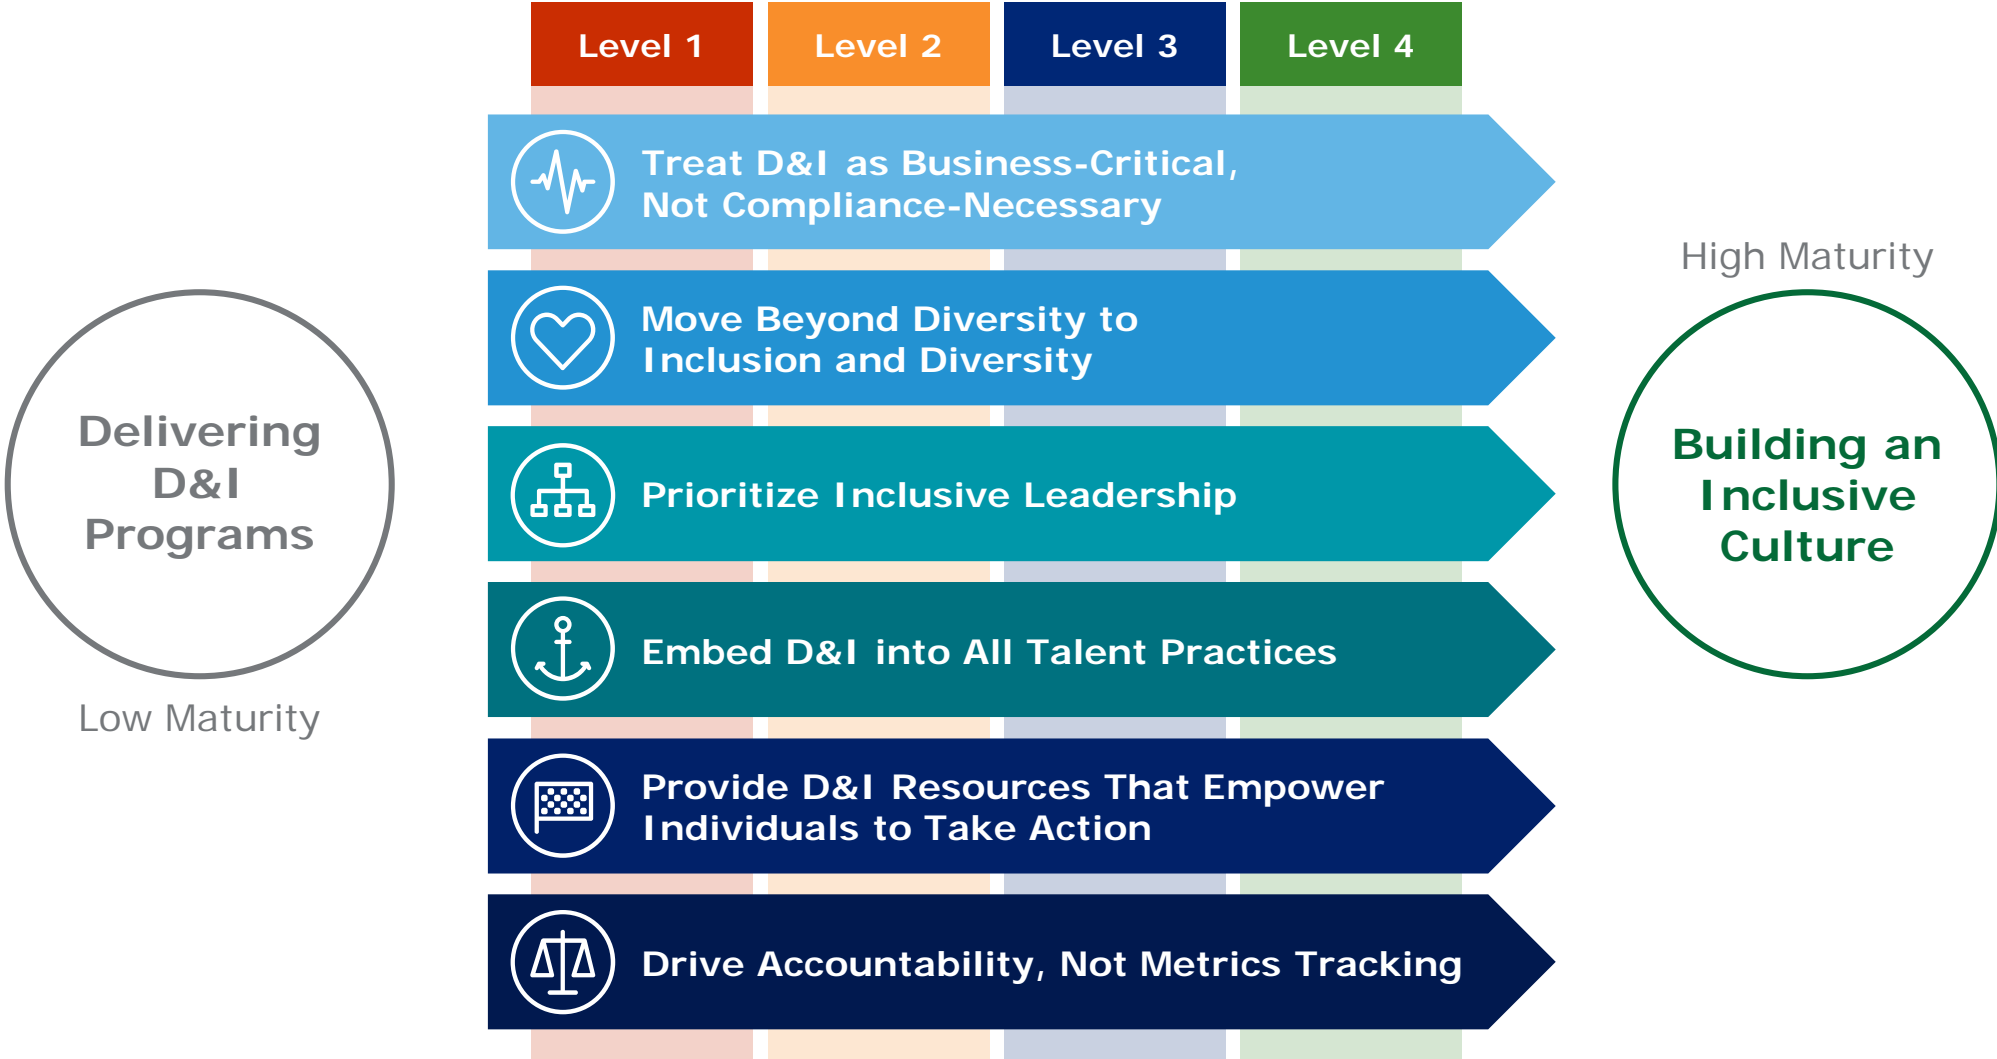 Level 1
Level 2
Level 3
Level 4
Treat D&I as Business-Critical,
Not Compliance-Necessary
Move Beyond Diversity to
Inclusion and Diversity
Prioritize Inclusive Leadership
Embed D&I into All Talent Practices
Provide D&I Resources That Empower
Individuals to Take Action
Drive Accountability, Not Metrics Tracking
Delivering
D&I
Programs
Low Maturity
High Maturity
Building an
Inclusive
Culture